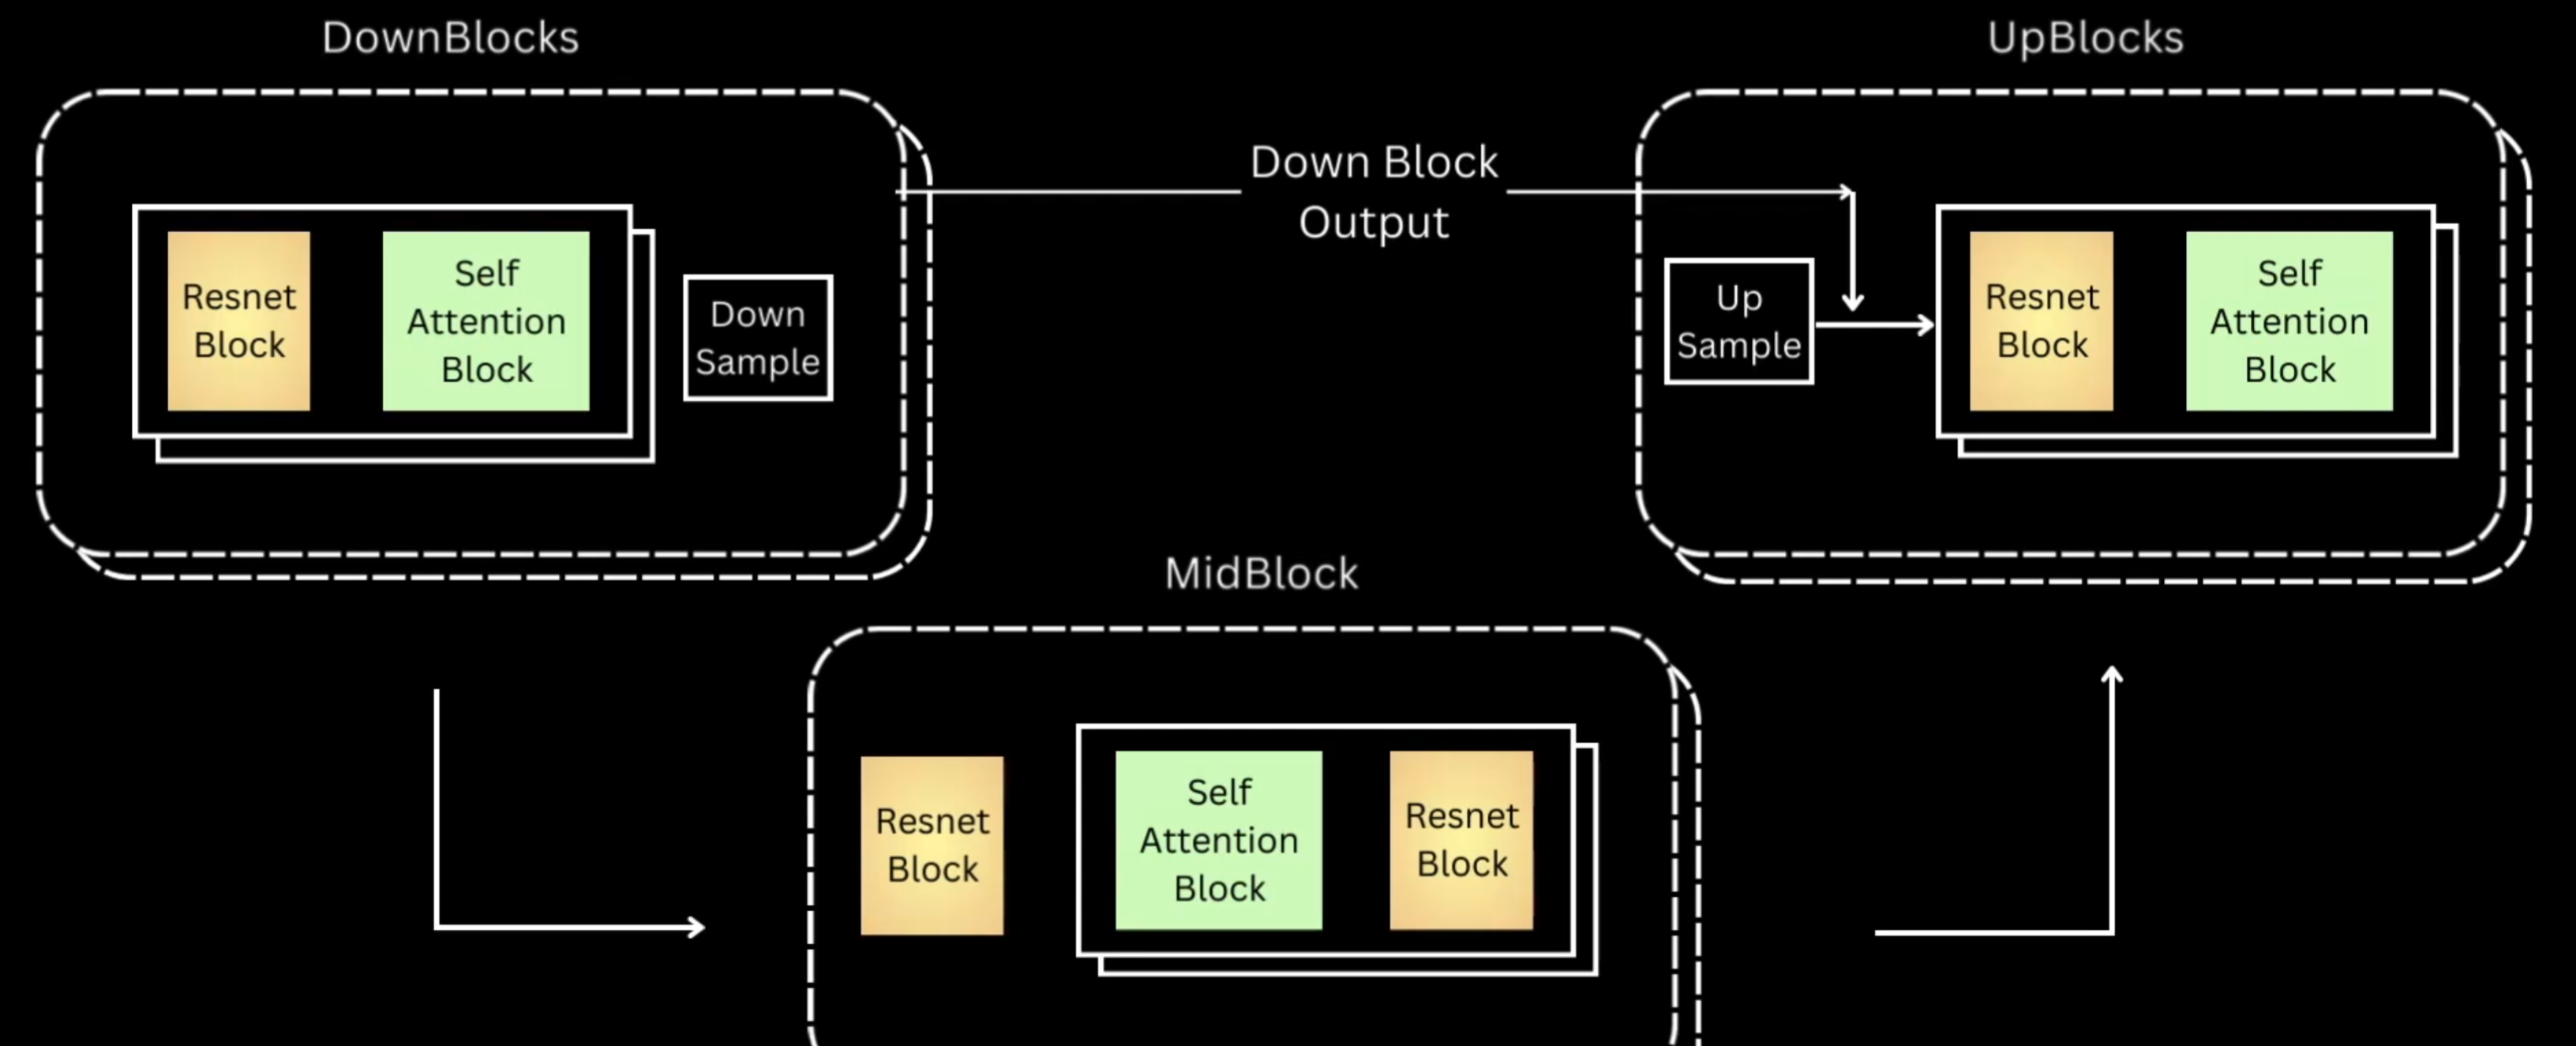 DownBlocks
Resnet
Block
Self
Attention
Block
Down
Sample
Down Block
Output
UpBlocks
Up
Sample
Resnet
Block
Self
Attention
Block
MidBlock
Resnet
Block
Self
Attention
Block
Resnet
Block